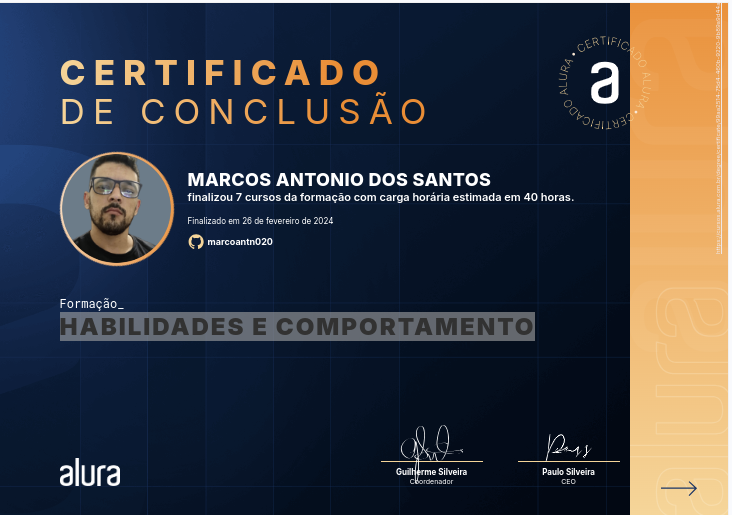 CERTIFICADO
DE CONCLUSÃO
• CERTIFICADO ALURA • CERTIFICADO ALURA
a
MARCOS ANTONIO DOS SANTOS
finalizou 7 cursos da formação com carga horária estimada em 40 horas.
Finalizado em 26 de fevereiro de 2024
marcoantn020
Formação_
HABILIDADES E COMPORTAMENTO
Guilherme Silveira
Coordenador
Paulo Silveira
CEO
alura
alura